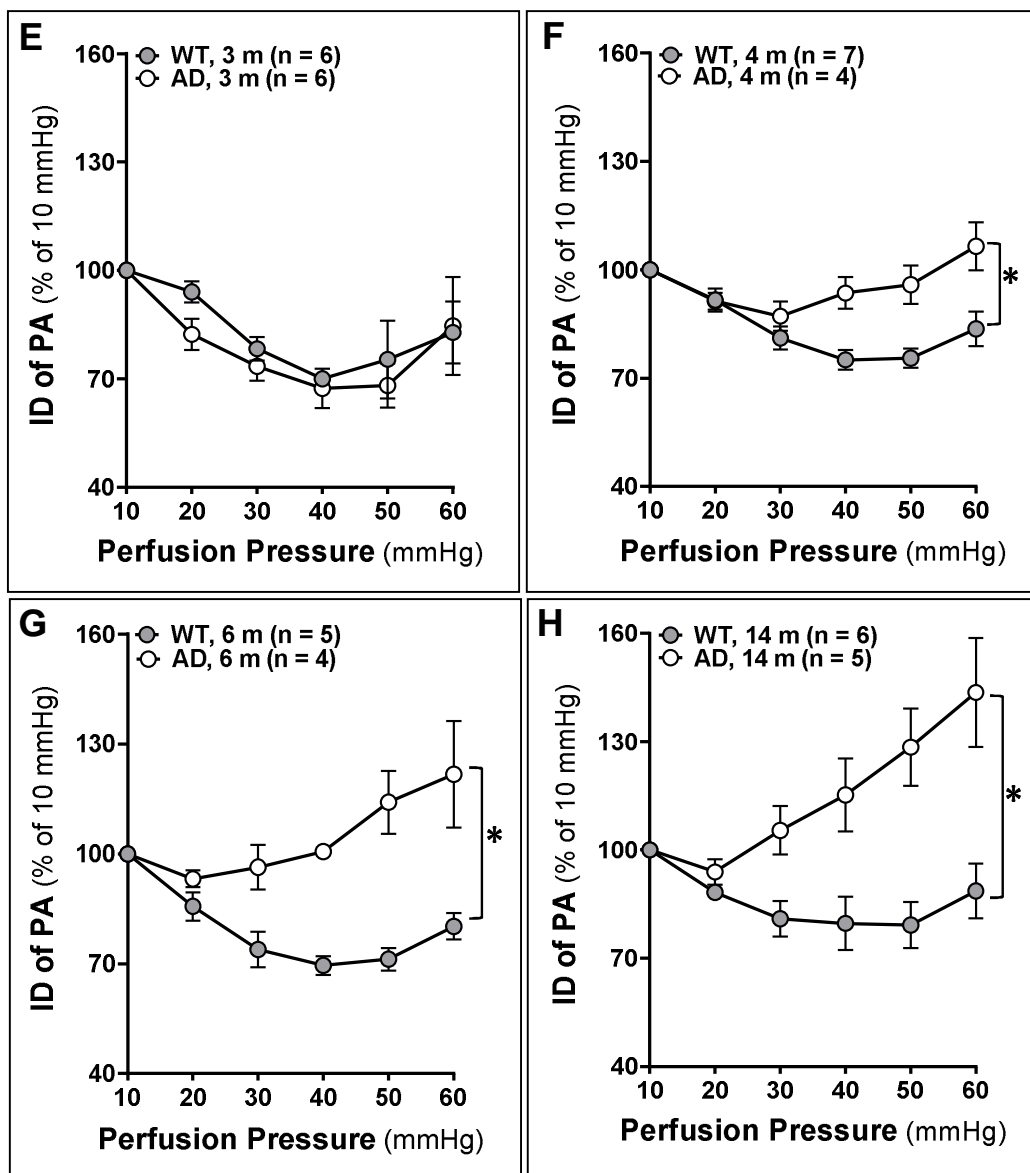 E
160
WT, 3 m (n = 6)
AD, 3 m (n = 6)
130
100
70
40
ID of PA (% of 10 mmHg)
10 20 30 40 50 60
Perfusion Pressure (mmHg)
F
160
WT, 4 m (n = 7)
AD, 4 m (n = 4)
130
100
70
40
ID of PA (% of 10 mmHg)
*
10 20 30 40 50 60
Perfusion Pressure (mmHg)
G
160
WT, 6 m (n = 5)
AD, 6 m (n = 4)
130
100
70
40
ID of PA (% of 10 mmHg)
*
10 20 30 40 50 60
Perfusion Pressure (mmHg)
H
160
WT, 14 m (n = 6)
AD, 14 m (n = 5)
130
100
70
40
ID of PA (% of 10 mmHg)
*
10 20 30 40 50 60
Perfusion Pressure (mmHg)